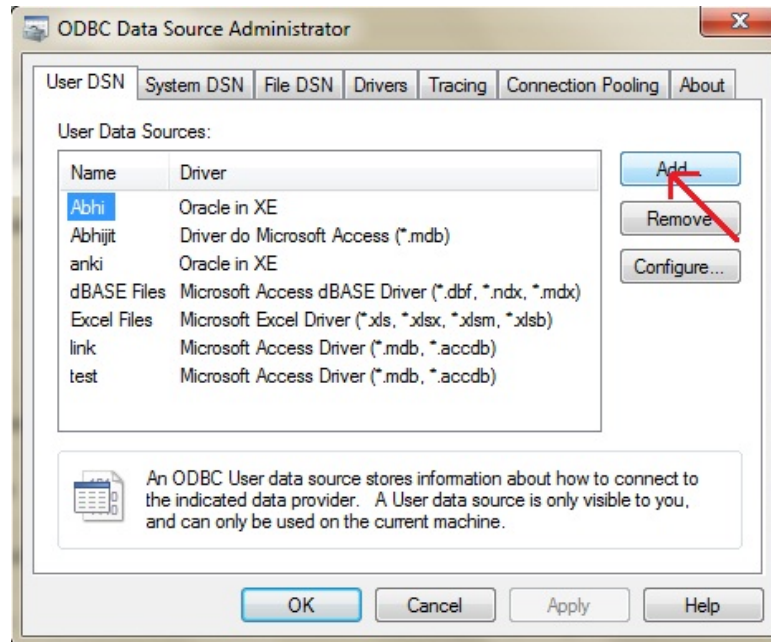 ODBC Data Source Administrator
User DSN System DSN File DSN Drivers Tracing Connection Pooling About
User Data Sources:
Name Driver
Abhi Oracle in XE
Abhijit Driver do Microsoft Access (*.mdb)
anki Oracle in XE
dBASE Files Microsoft Access dBASE Driver (*.dbf, *.ndx, *.mdx)
Excel Files Microsoft Excel Driver (*.xls, *.xlsx, *.xlsm, *.xlsb)
link Microsoft Access Driver (*.mdb, *.accdb)
test Microsoft Access Driver (*.mdb, *.accdb)
Add...
Remove
Configure...
An ODBC User data source stores information about how to connect to
the indicated data provider. A User data source is only visible to you,
and can only be used on the current machine.
OK Cancel Apply Help